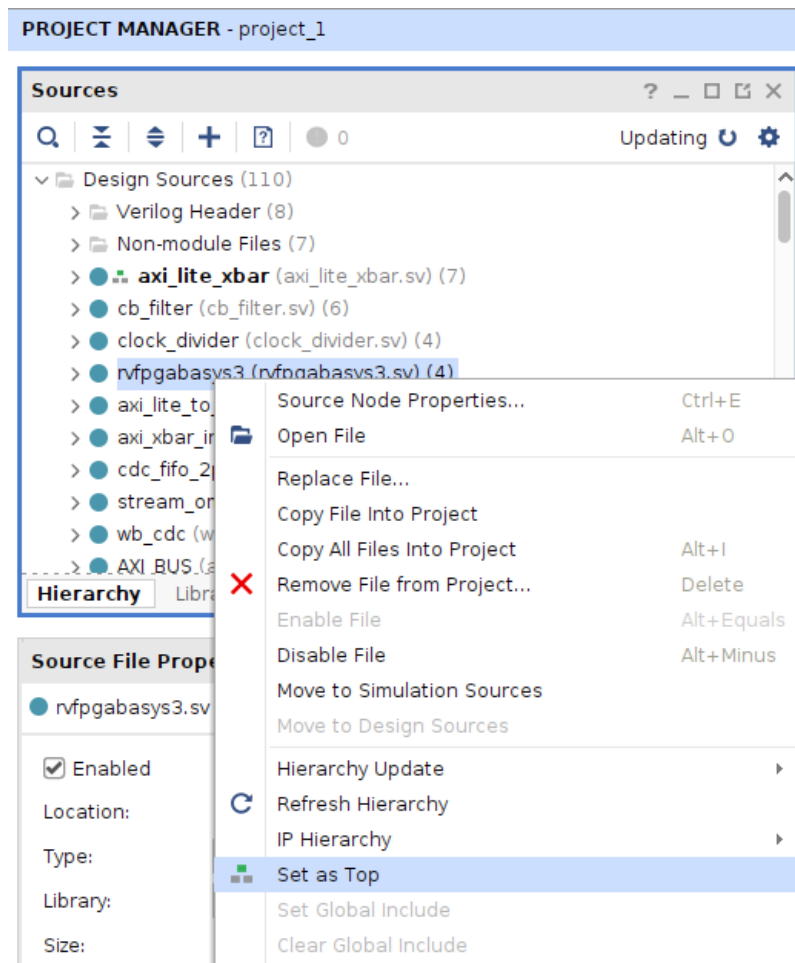 PROJECT MANAGER - project_1
Sources
? _
0
Updating
Design Sources (110)
Verilog Header (8)
Non-module Files (7)
axi_lite_xbar (axi_lite_xbar.sv) (7)
cb_filter (cb_filter.sv) (6)
clock_divider (clock_divider.sv) (4)
rvfpgabasys3 (rvfpgabasys3.sv) (4)
axi_lite_to_
axi_xbar_in
cdc_fifo_2p
stream_or
wb_cdc (w
AXI_BUS (a
Hierarchy Libra
Source File Prope
rvfpgabasys3.sv
Enabled
Location:
Type:
Library:
Size:
Source Node Properties... Ctrl+E
Open File Alt+O
Replace File...
Copy File Into Project
Copy All Files Into Project Alt+I
Remove File from Project... Delete
Enable File Alt+Equals
Disable File Alt+Minus
Move to Simulation Sources
Move to Design Sources
Hierarchy Update
Refresh Hierarchy
IP Hierarchy
Set as Top
Set Global Include
Clear Global Include